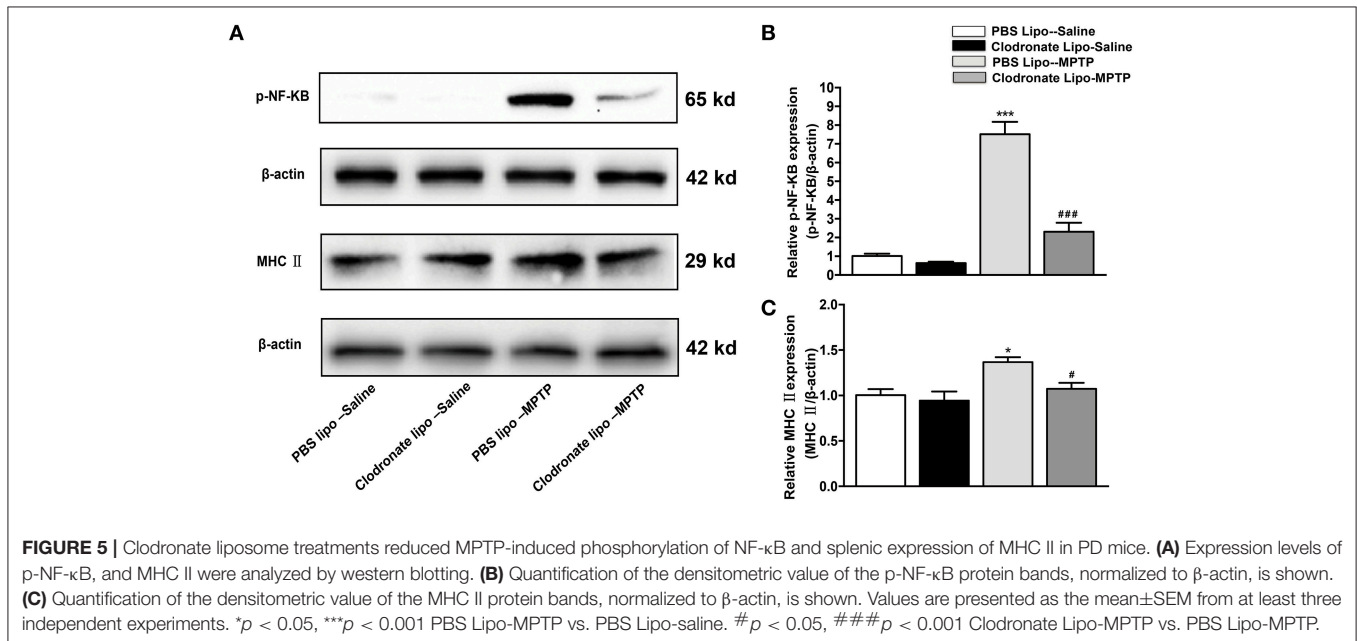 A
p-NF-KB
65 kd
β-actin
42 kd
MHC Ⅱ
29 kd
β-actin
42 kd
PBS lipo –Saline
Clodronate lipo –Saline
PBS lipo –MPTP
Clodronate lipo –MPTP
B
PBS Lipo--Saline
Clodronate Lipo-Saline
PBS Lipo--MPTP
Clodronate Lipo-MPTP
Relative p-NF-KB expression
(p-NF-KB/β-actin)
10
9
8
7
6
5
4
3
2
1
0
***
###
C
Relative MHC Ⅱ expression
(MHC Ⅱ/β-actin)
2.0
1.5
1.0
0.5
0.0
*
#
FIGURE 5 | Clodronate liposome treatments reduced MPTP-induced phosphorylation of NF-κB and splenic expression of MHC II in PD mice. (A) Expression levels of
p-NF-κB, and MHC II were analyzed by western blotting. (B) Quantification of the densitometric value of the p-NF-κB protein bands, normalized to β-actin, is shown.
(C) Quantification of the densitometric value of the MHC II protein bands, normalized to β-actin, is shown. Values are presented as the mean±SEM from at least three
independent experiments. *p < 0.05, ***p < 0.001 PBS Lipo-MPTP vs. PBS Lipo-saline. #p < 0.05, ###p < 0.001 Clodronate Lipo-MPTP vs. PBS Lipo-MPTP.